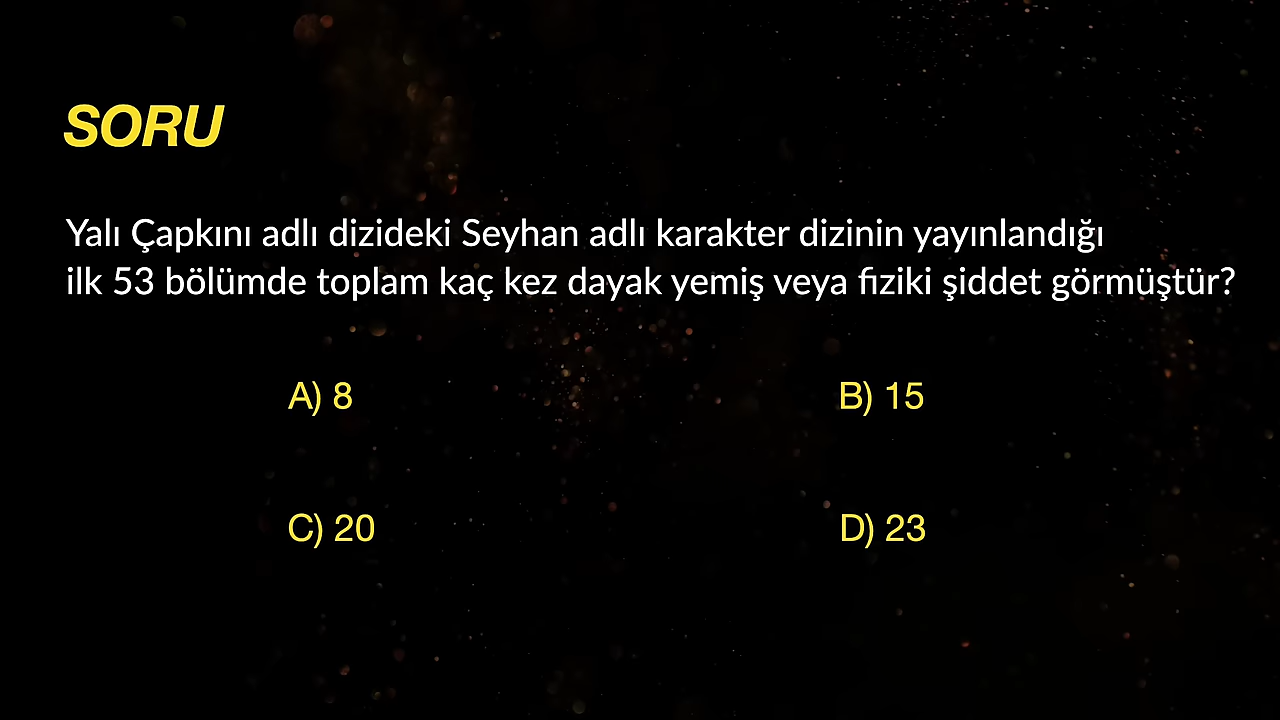 SORU
Yalı Çapkını adlı dizideki Seyhan adlı karakter dizinin yayınlandığı
ilk 53 bölümde toplam kaç kez dayak yemiş veya fiziki şiddet görmüştür?
A) 8
B) 15
C) 20
D) 23